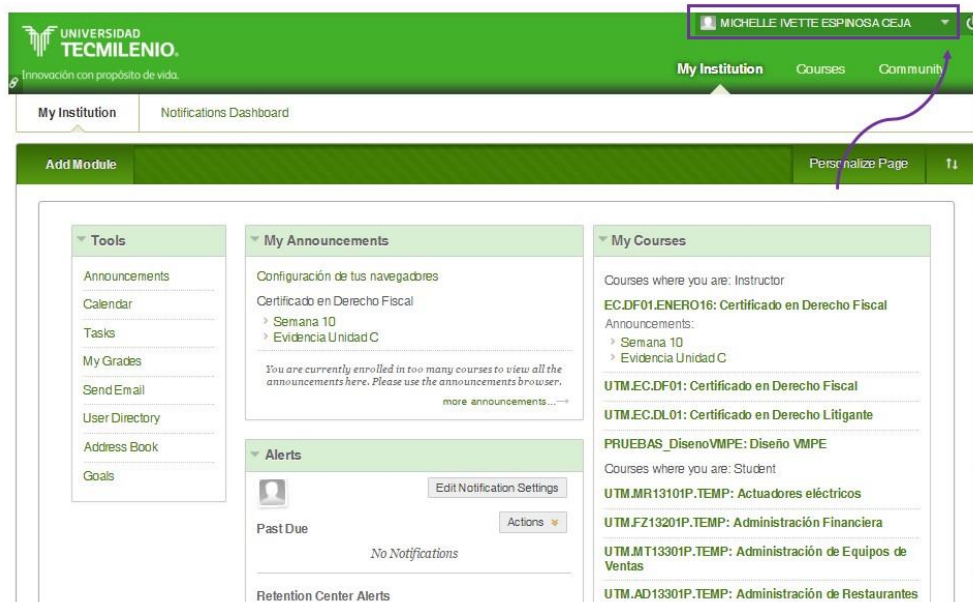 MICHELLE IVETTE ESPINOSA CEJA
UNIVERSIDAD
TECMILENIO.
Innovación con propósito de vida.
My Institution
Courses
Community
My Institution
Notifications Dashboard
Add Module
Personalize Page
Tools
Announcements
Calendar
Tasks
My Grades
Send Email
User Directory
Address Book
Goals
My Announcements
Configuración de tus navegadores
Certificado en Derecho Fiscal
Semana 10
Evidencia Unidad C
You are currently enrolled in too many courses to view all the
announcements here. Please use the announcements browser.
more announcements...
Alerts
Edit Notification Settings
Past Due
Actions
No Notifications
Retention Center Alerts
My Courses
Courses where you are: Instructor
EC.DF01.ENERO16: Certificado en Derecho Fiscal
Announcements:
Semana 10
Evidencia Unidad C
UTM.EC.DF01: Certificado en Derecho Fiscal
UTM.EC.DL01: Certificado en Derecho Litigante
PRUEBAS_DisenoVMPE: Diseño VMPE
Courses where you are: Student
UTM.MR13101P.TEMP: Actuadores eléctricos
UTM.FZ13201P.TEMP: Administración Financiera
UTM.MT13301P.TEMP: Administración de Equipos de
Ventas
UTM.AD13301P.TEMP: Administración de Restaurantes